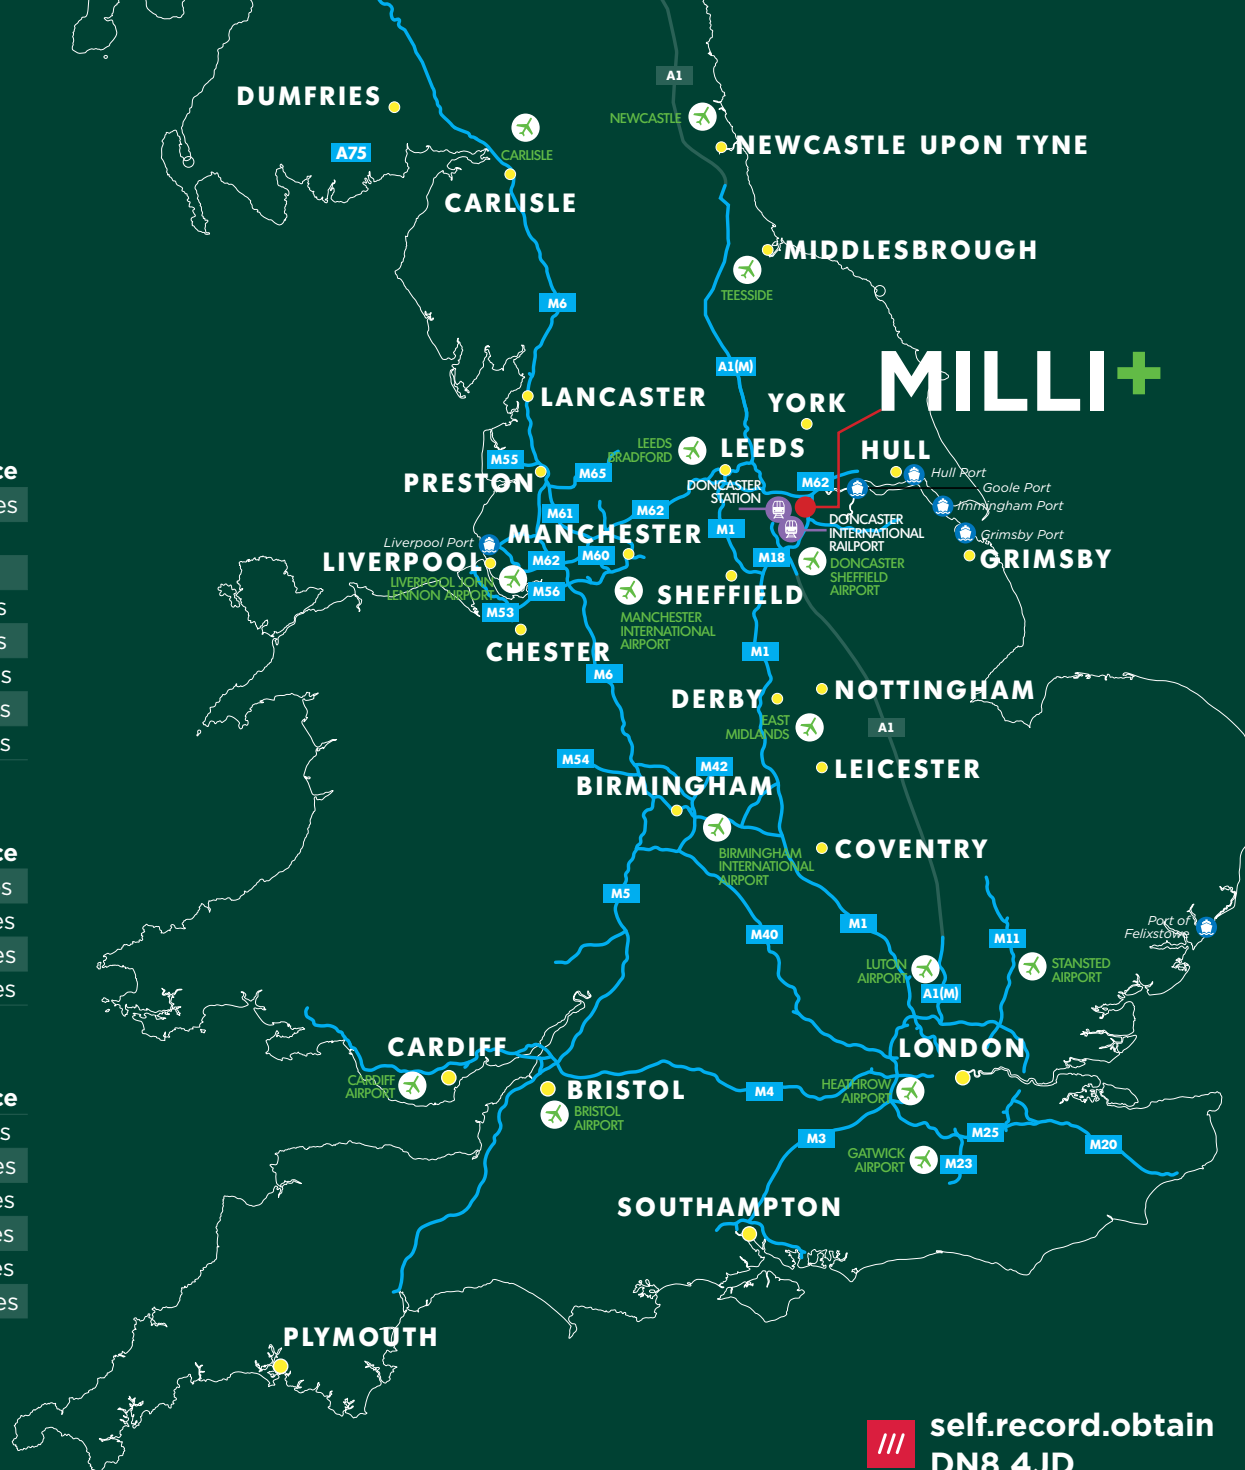 A1
DUMFRIES
NEWCASTLE
A75
CARLISLE
NEWCASTLE UPON TYNE
CARLISLE
MIDDLESBROUGH
TEESSIDE
M6
A1(M)
MILLI+
LANCASTER
YORK
LEEDS
BRADFORD
LEEDS
HULL
M55
M65
PRESTON
DONCASTER
STATION
M62
Hull Port
Goole Port
M61
M62
Immingham Port
MANCHESTER
M1
DONCASTER
INTERNATIONAL
RAILPORT
Grimsby Port
Liverpool Port
LIVERPOOL
M62
M60
M18
GRIMSBY
LIVERPOOL JOHN
LENNON AIRPORT
M56
SHEFFIELD
DONCASTER
SHEFFIELD
AIRPORT
M53
MANCHESTER
INTERNATIONAL
AIRPORT
CHESTER
M1
M6
DERBY
NOTTINGHAM
EAST
MIDLANDS
A1
M54
M42
LEICESTER
BIRMINGHAM
COVENTRY
BIRMINGHAM
INTERNATIONAL
AIRPORT
M5
M40
M1
M11
Port of
Felixstowe
LUTON
AIRPORT
STANSTED
AIRPORT
A1(M)
CARDIFF
LONDON
CARDIFF
AIRPORT
BRISTOL
M4
HEATHROW
AIRPORT
BRISTOL
AIRPORT
M3
M25
M20
GATWICK
AIRPORT
M23
SOUTHAMPTON
PLYMOUTH
self.record.obtain
DN8 4JD